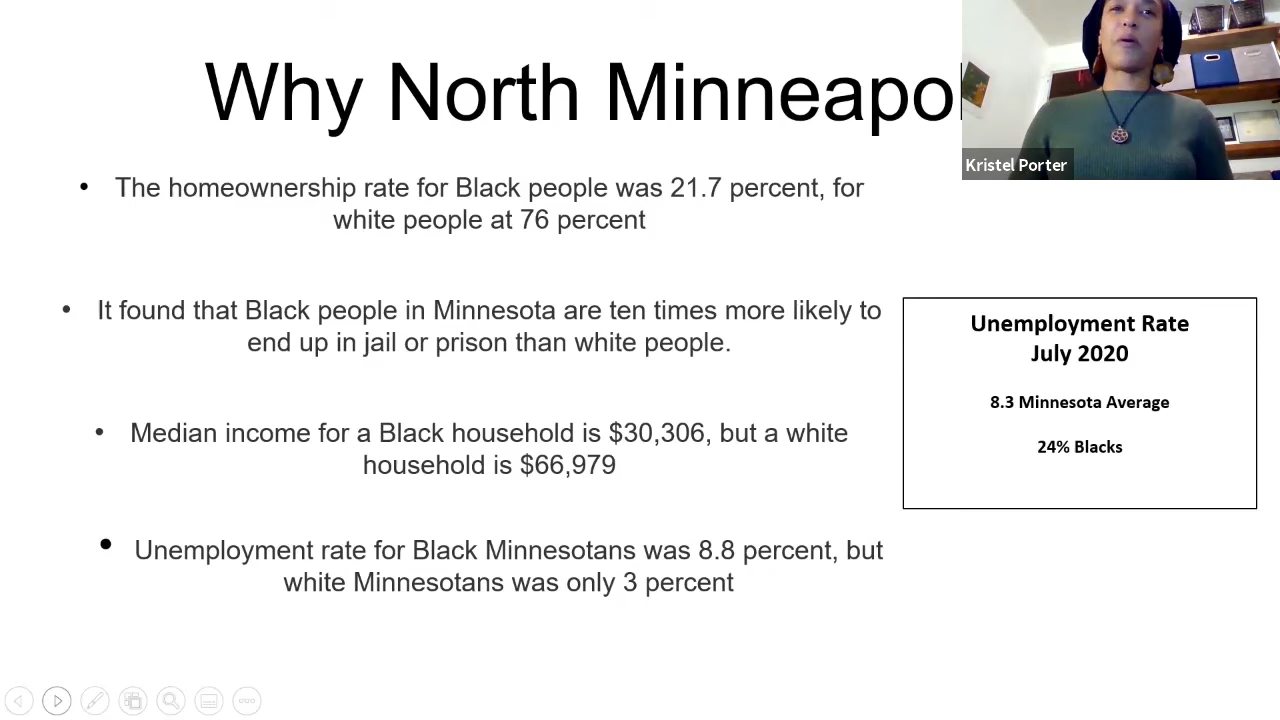 Why North Minneapol
Kristel Porter
• The homeownership rate for Black people was 21.7 percent, for
white people at 76 percent
• It found that Black people in Minnesota are ten times more likely to
end up in jail or prison than white people.
• Median income for a Black household is $30,306, but a white
household is $66,979
• Unemployment rate for Black Minnesotans was 8.8 percent, but
white Minnesotans was only 3 percent
Unemployment Rate
July 2020
8.3 Minnesota Average
24% Blacks